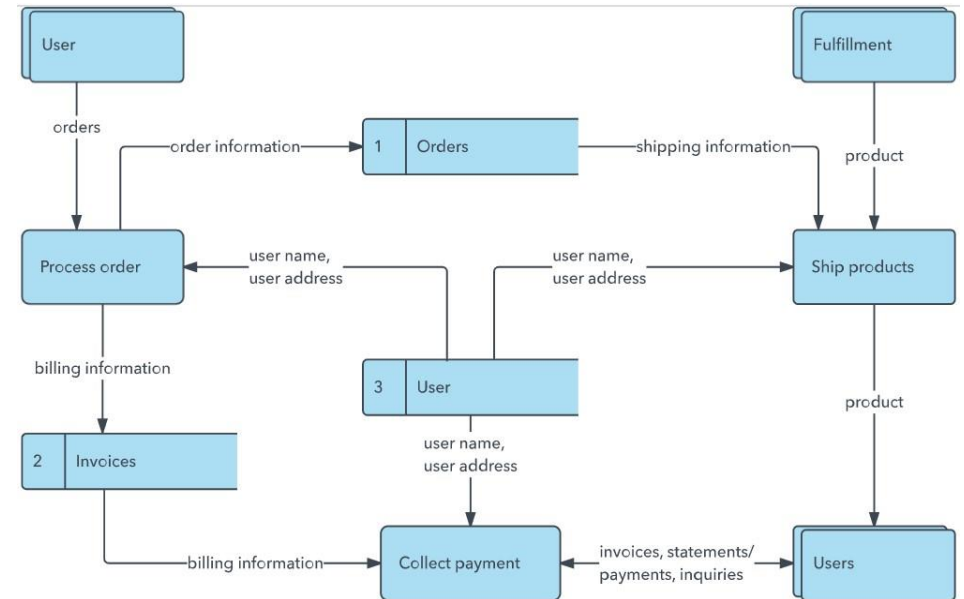 User
Fulfillment
orders
order information
1
Orders
shipping information
product
Process order
user name,
user address
user name,
user address
Ship products
billing information
3
User
product
2
Invoices
user name,
user address
billing information
Collect payment
invoices, statements/
payments, inquiries
Users